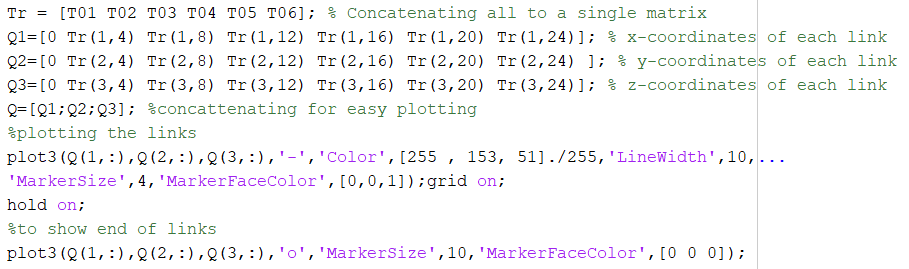 Tr = [T01 T02 T03 T04 T05 T06]; % Concatenating all to a single matrix
Q1=[0 Tr(1,4) Tr(1,8) Tr(1,12) Tr(1,16) Tr(1,20) Tr(1,24)]; % x-coordinates of each link
Q2=[0 Tr(2,4) Tr(2,8) Tr(2,12) Tr(2,16) Tr(2,20) Tr(2,24) ]; % y-coordinates of each link
Q3=[0 Tr(3,4) Tr(3,8) Tr(3,12) Tr(3,16) Tr(3,20) Tr(3,24)]; % z-coordinates of each link
Q=[Q1;Q2;Q3]; %concattenating for easy plotting
%plotting the links
plot3(Q(1,:),Q(2,:),Q(3,:),'-','Color',[255 , 153, 51]./255,'LineWidth',10,...
'MarkerSize',4,'MarkerFaceColor',[0,0,1]);grid on;
hold on;
%to show end of links
plot3(Q(1,:),Q(2,:),Q(3,:),'o','MarkerSize',10,'MarkerFaceColor',[0 0 0]);